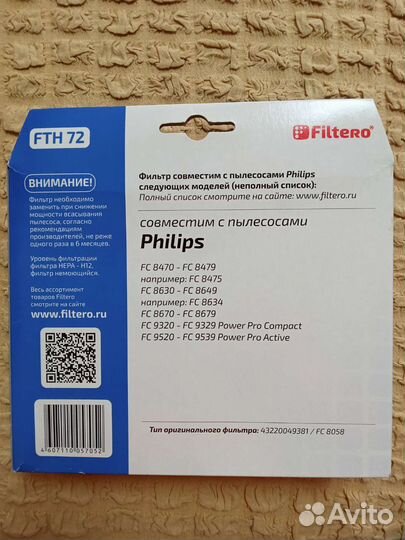 FTH 72
Filtero®
ВНИМАНИЕ!
Фильтр необходимо
заменить при снижении
мощности всасывания
пылесоса, согласно
рекомендациям
производителей, не реже
одного раза в 6 месяцев.
Уровень фильтрации
фильтра HEPA - H12,
фильтр немоющийся.
Весь ассортимент
товаров Filtero
смотрите на сайте
www.filtero.ru
4 607110 057052
Фильтр совместим с пылесосами Philips
следующих моделей (неполный список):
Полный список смотрите на сайте: www.filtero.ru
совместим с пылесосами
Philips
FC 8470 - FC 8479
например: FC 8475
FC 8630 - FC 8649
например: FC 8634
FC 8670 - FC 8679
FC 9320 - FC 9329 Power Pro Compact
FC 9520 - FC 9539 Power Pro Active
Тип оригинального фильтра: 43220049381 / FC 8058
Avito